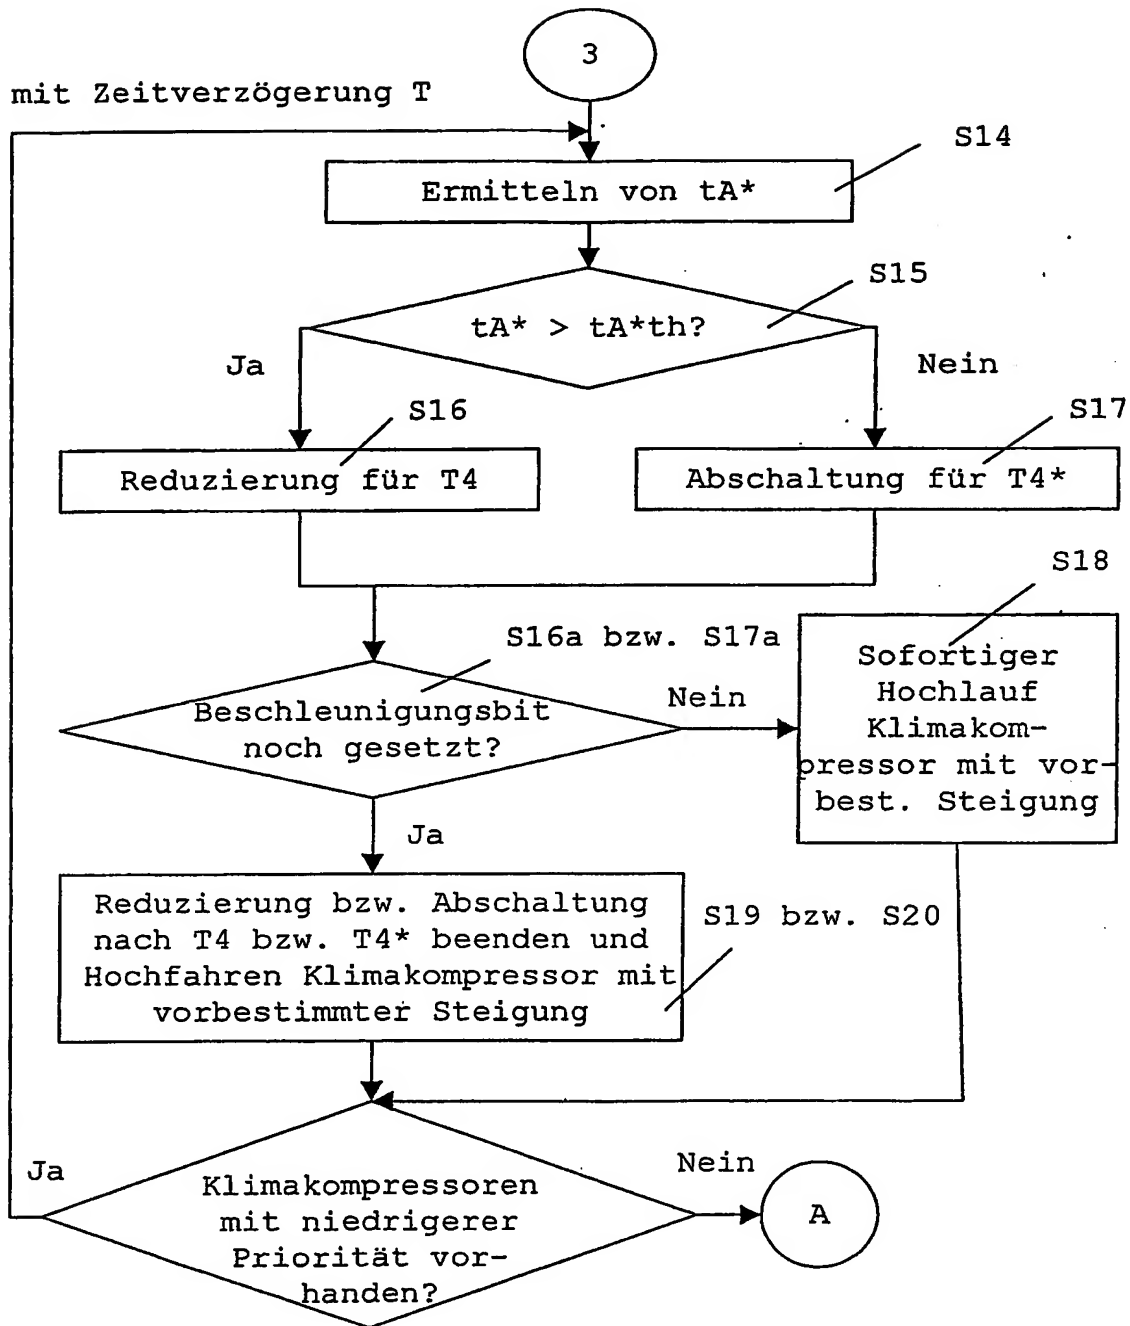 3
mit Zeitverzögerung T
S14
Ermitteln von tA*
S15
tA* > tA*th?
Ja
Nein
S16
S17
Reduzierung für T4
Abschaltung für T4*
S18
S16a bzw. S17a
Sofortiger
Hochlauf
Klimakom-
pressor mit vor-
best. Steigung
Beschleunigungsbit
noch gesetzt?
Nein
Ja
Reduzierung bzw. Abschaltung
nach T4 bzw. T4* beenden und
Hochfahren Klimakompressor mit
vorbestimmter Steigung
S19 bzw. S20
Ja
Klimakompressoren
mit niedrigerer
Priorität vor-
handen?
Nein
A